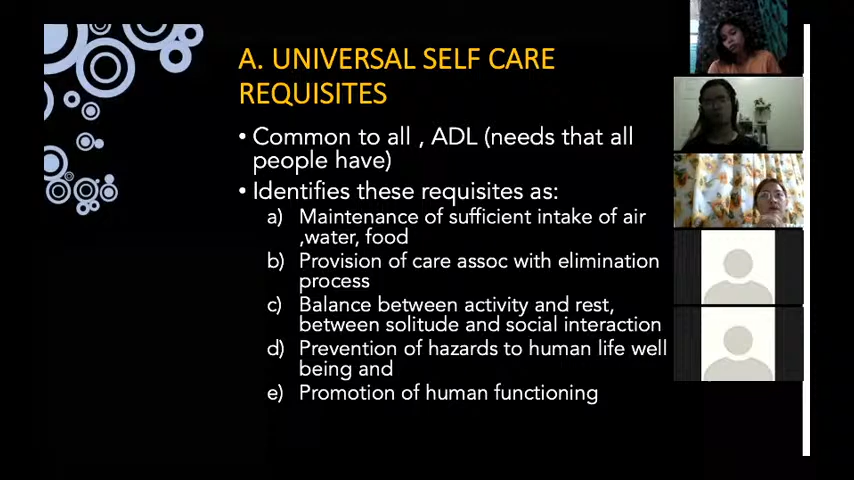 A. UNIVERSAL SELF CARE
REQUISITES
• Common to all , ADL (needs that all
people have)
• Identifies these requisites as:
a) Maintenance of sufficient intake of air
,water, food
b) Provision of care assoc with elimination
process
c) Balance between activity and rest,
between solitude and social interaction
d) Prevention of hazards to human life well
being and
e) Promotion of human functioning